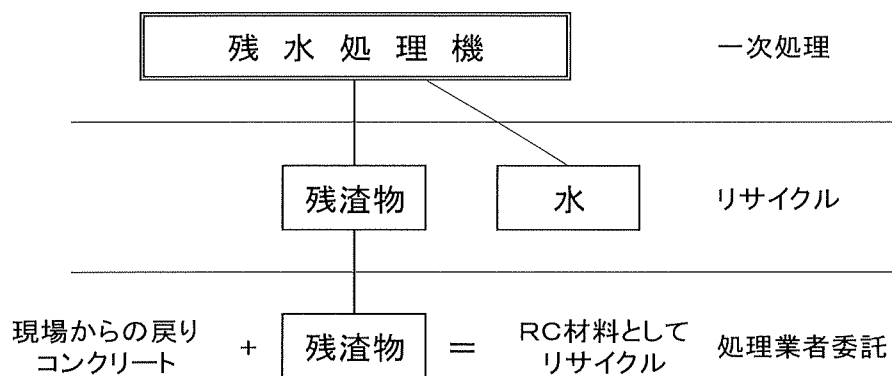 残水処理機
一次処理
残渣物
水
リサイクル
現場からの戻り
コンクリート
+
残渣物
=
RC材料として
リサイクル
処理業者委託